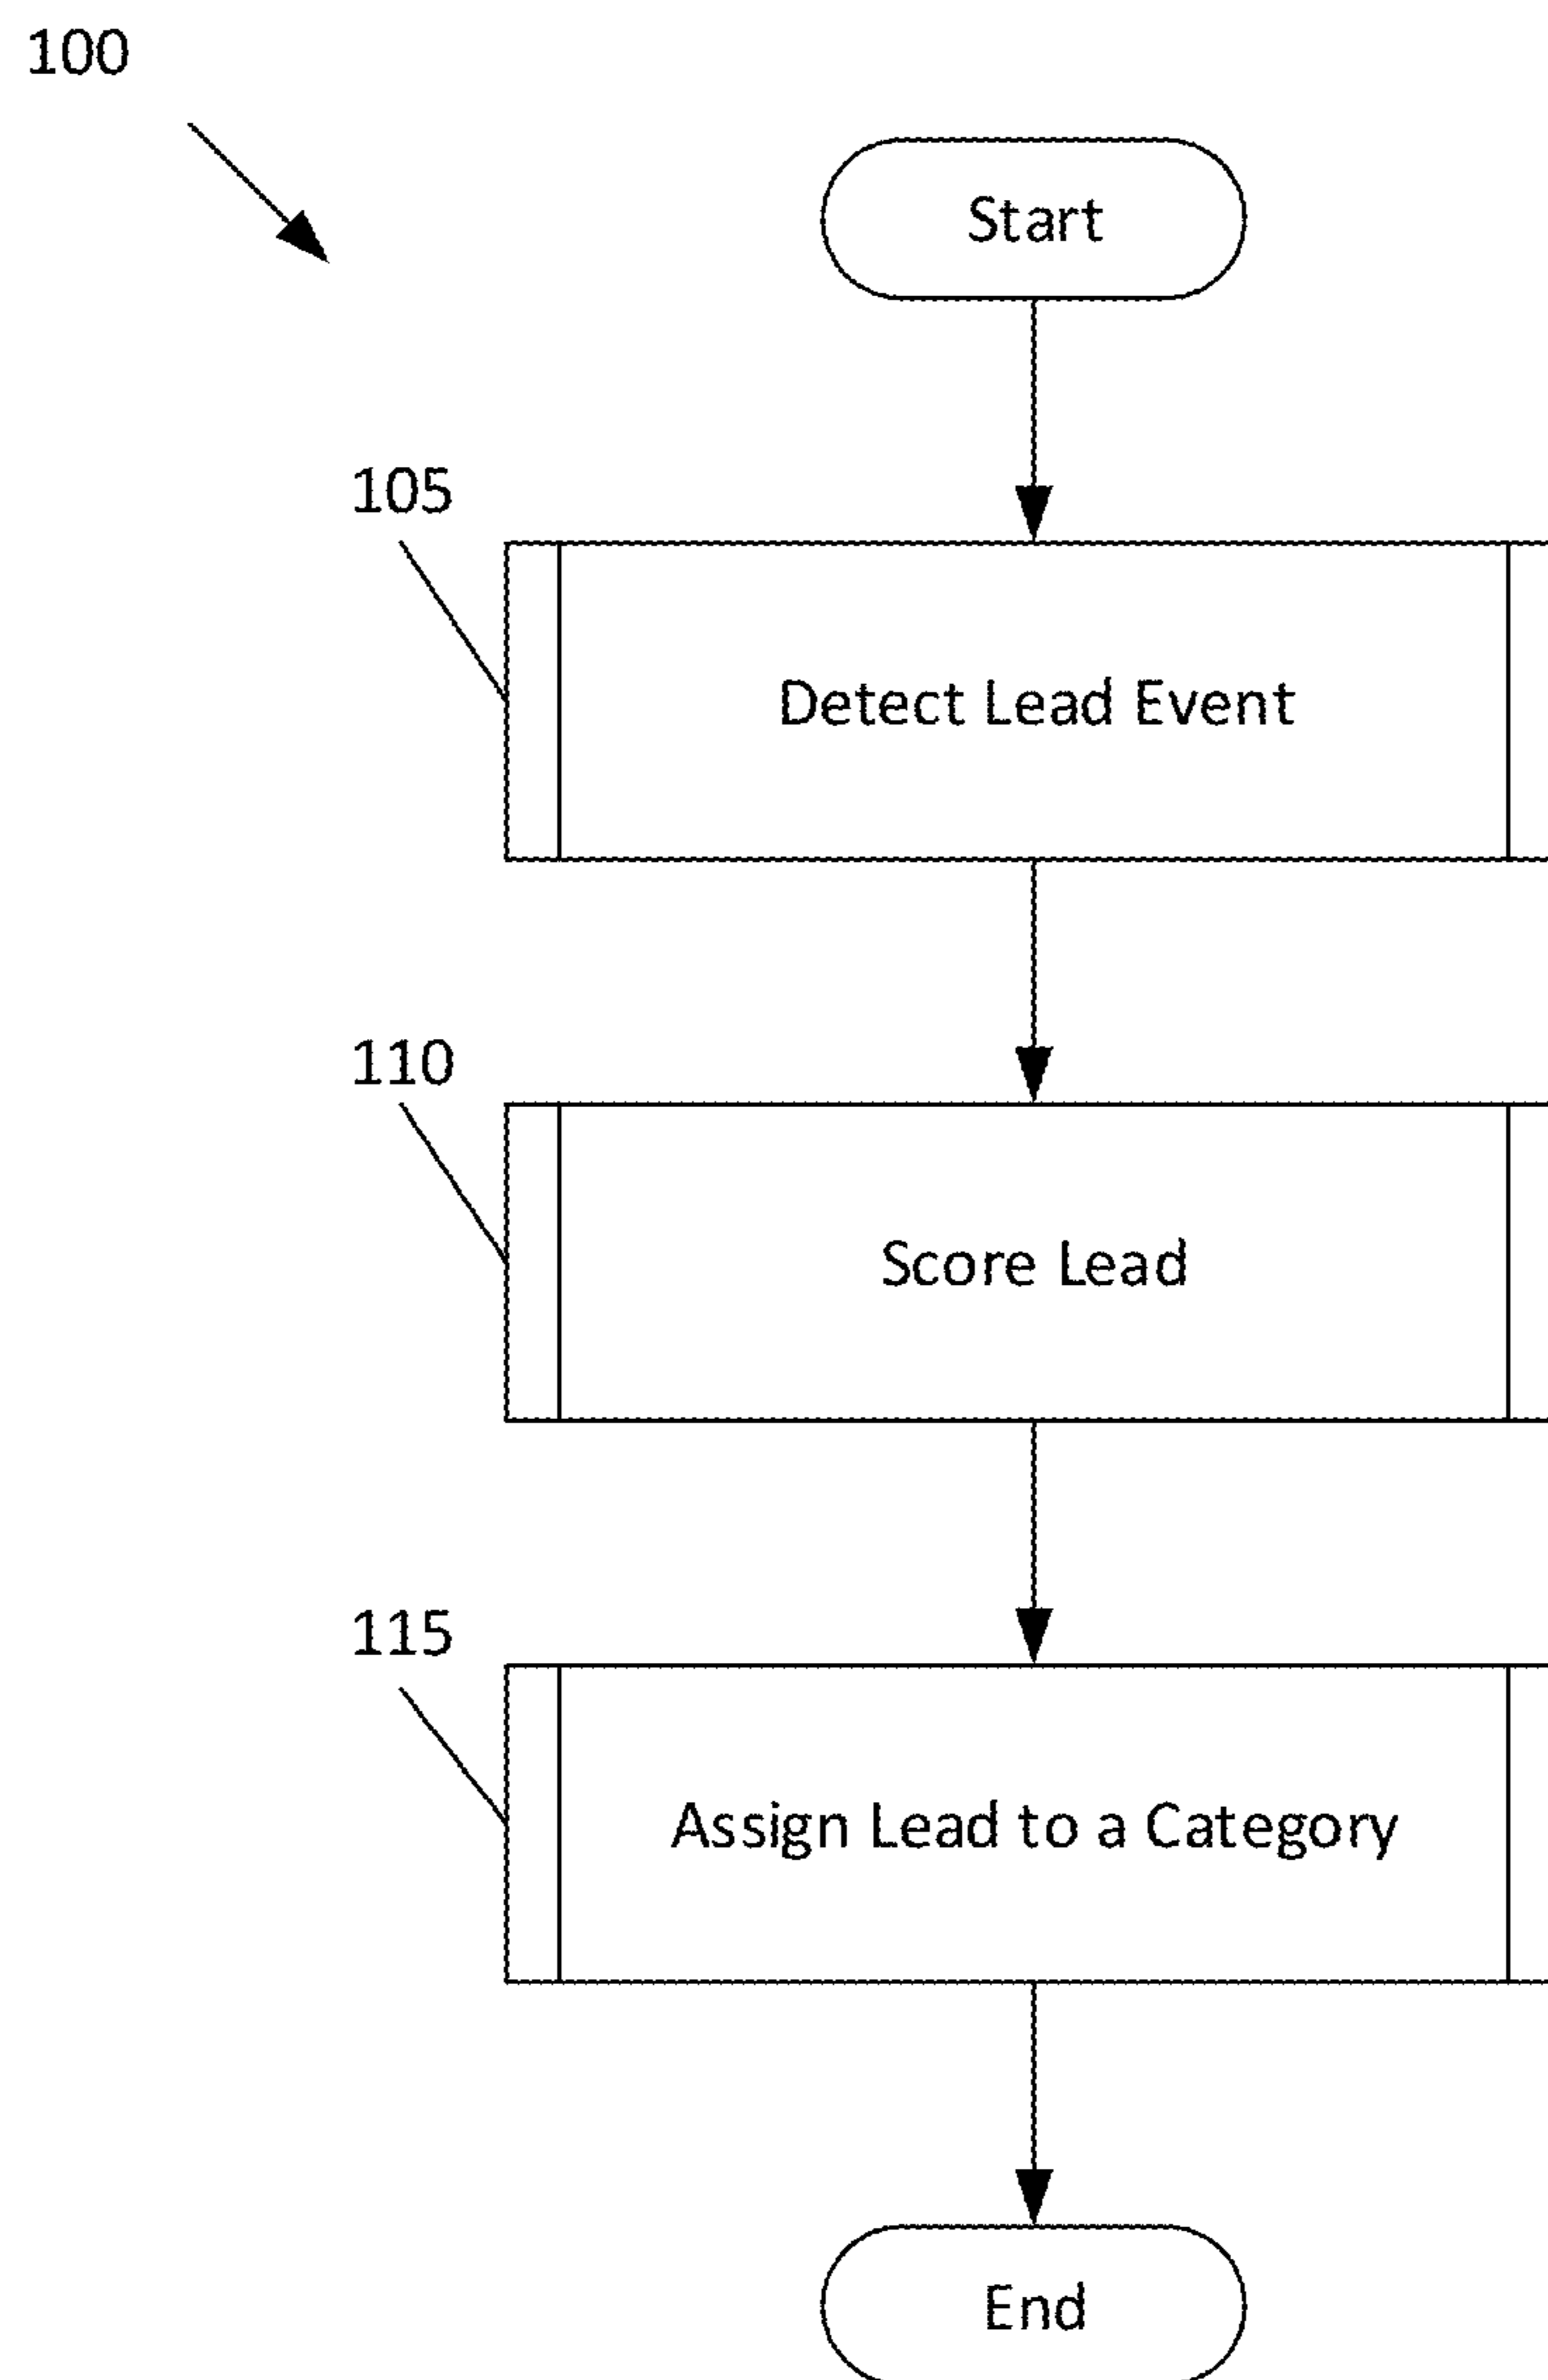 100
Start
105
Detect Lead Event
110
Score Lead
115
Assign Lead to a Category
End